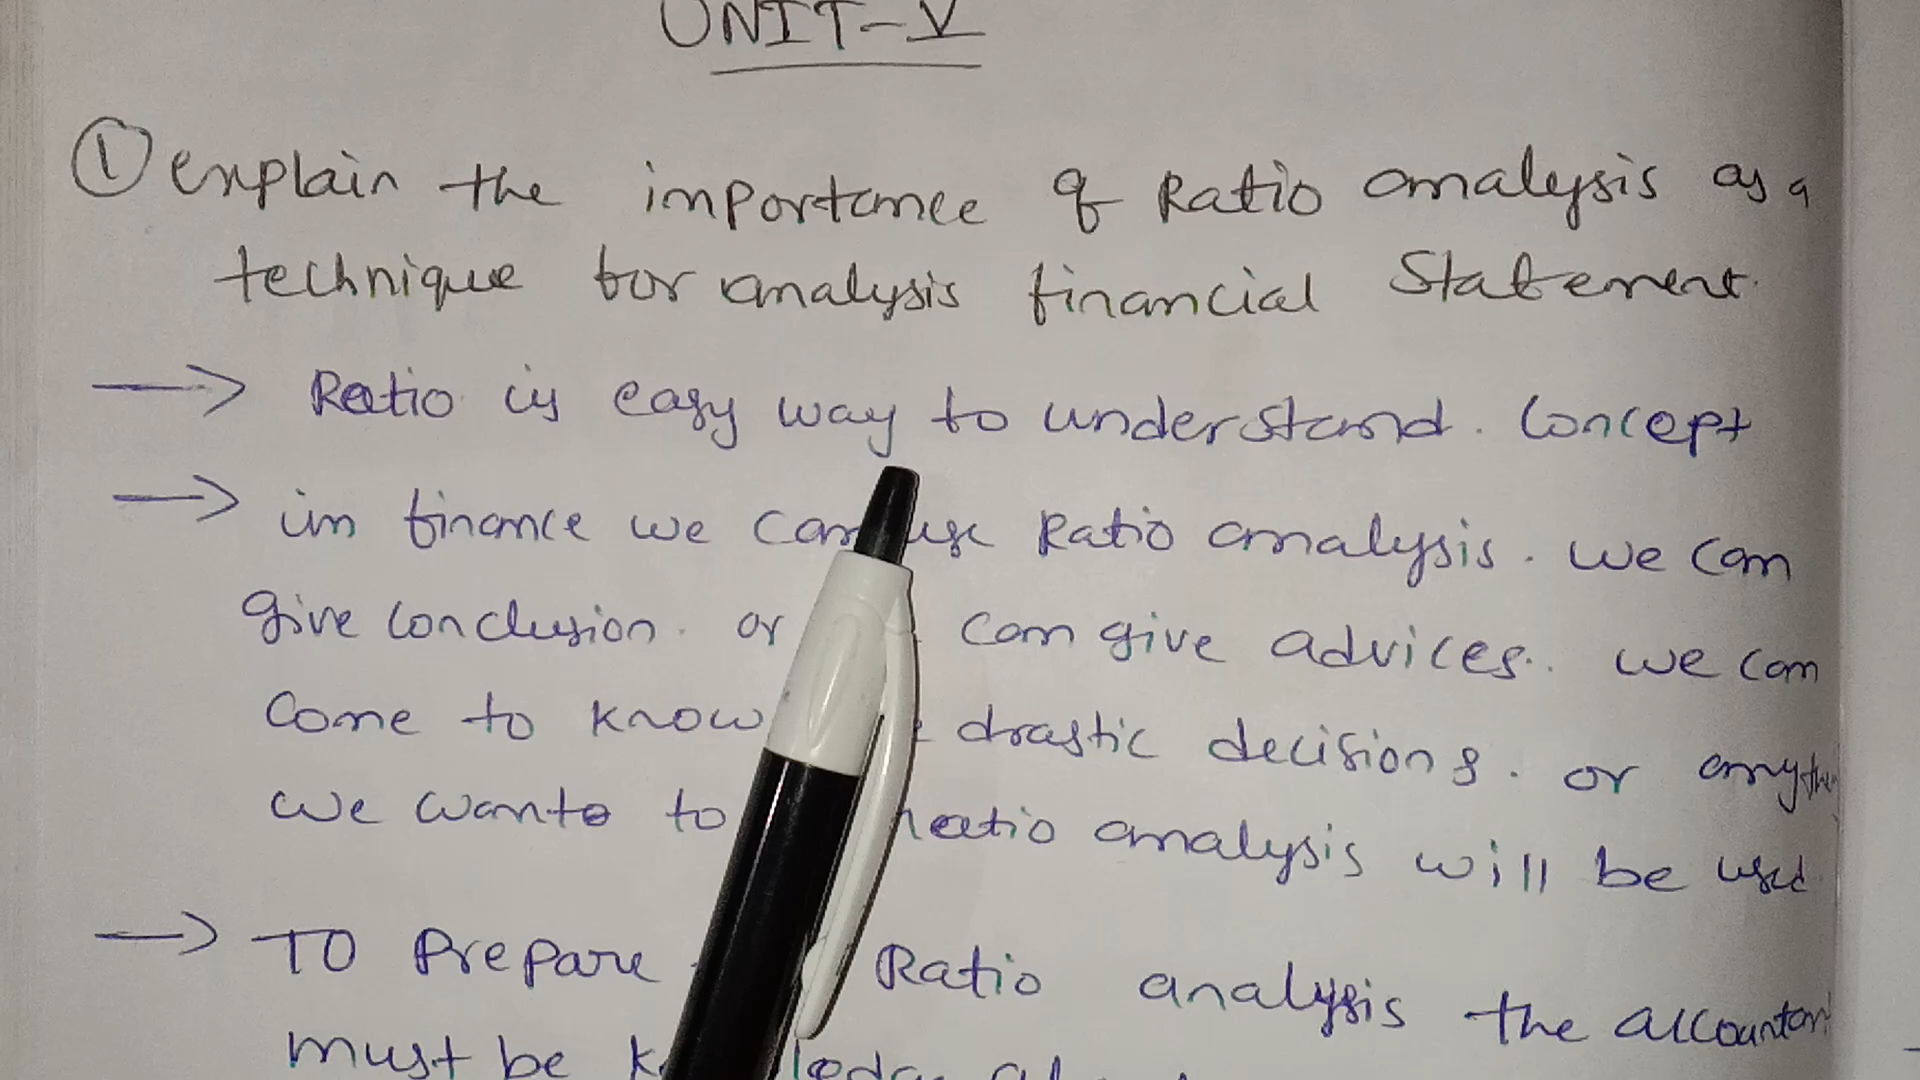 UNIT-V
① explain the importance of Ratio analysis as a
technique for analysis financial Statement.
→ Ratio is easy way to understand. Concept
→ in finance we can use Ratio analysis. we can
give conclusion. or can give advices.. we can
Come to know drastic decisions. or
we wants to ratio analysis will be used
→ TO Prepare Ratio analysis the accountant
must be